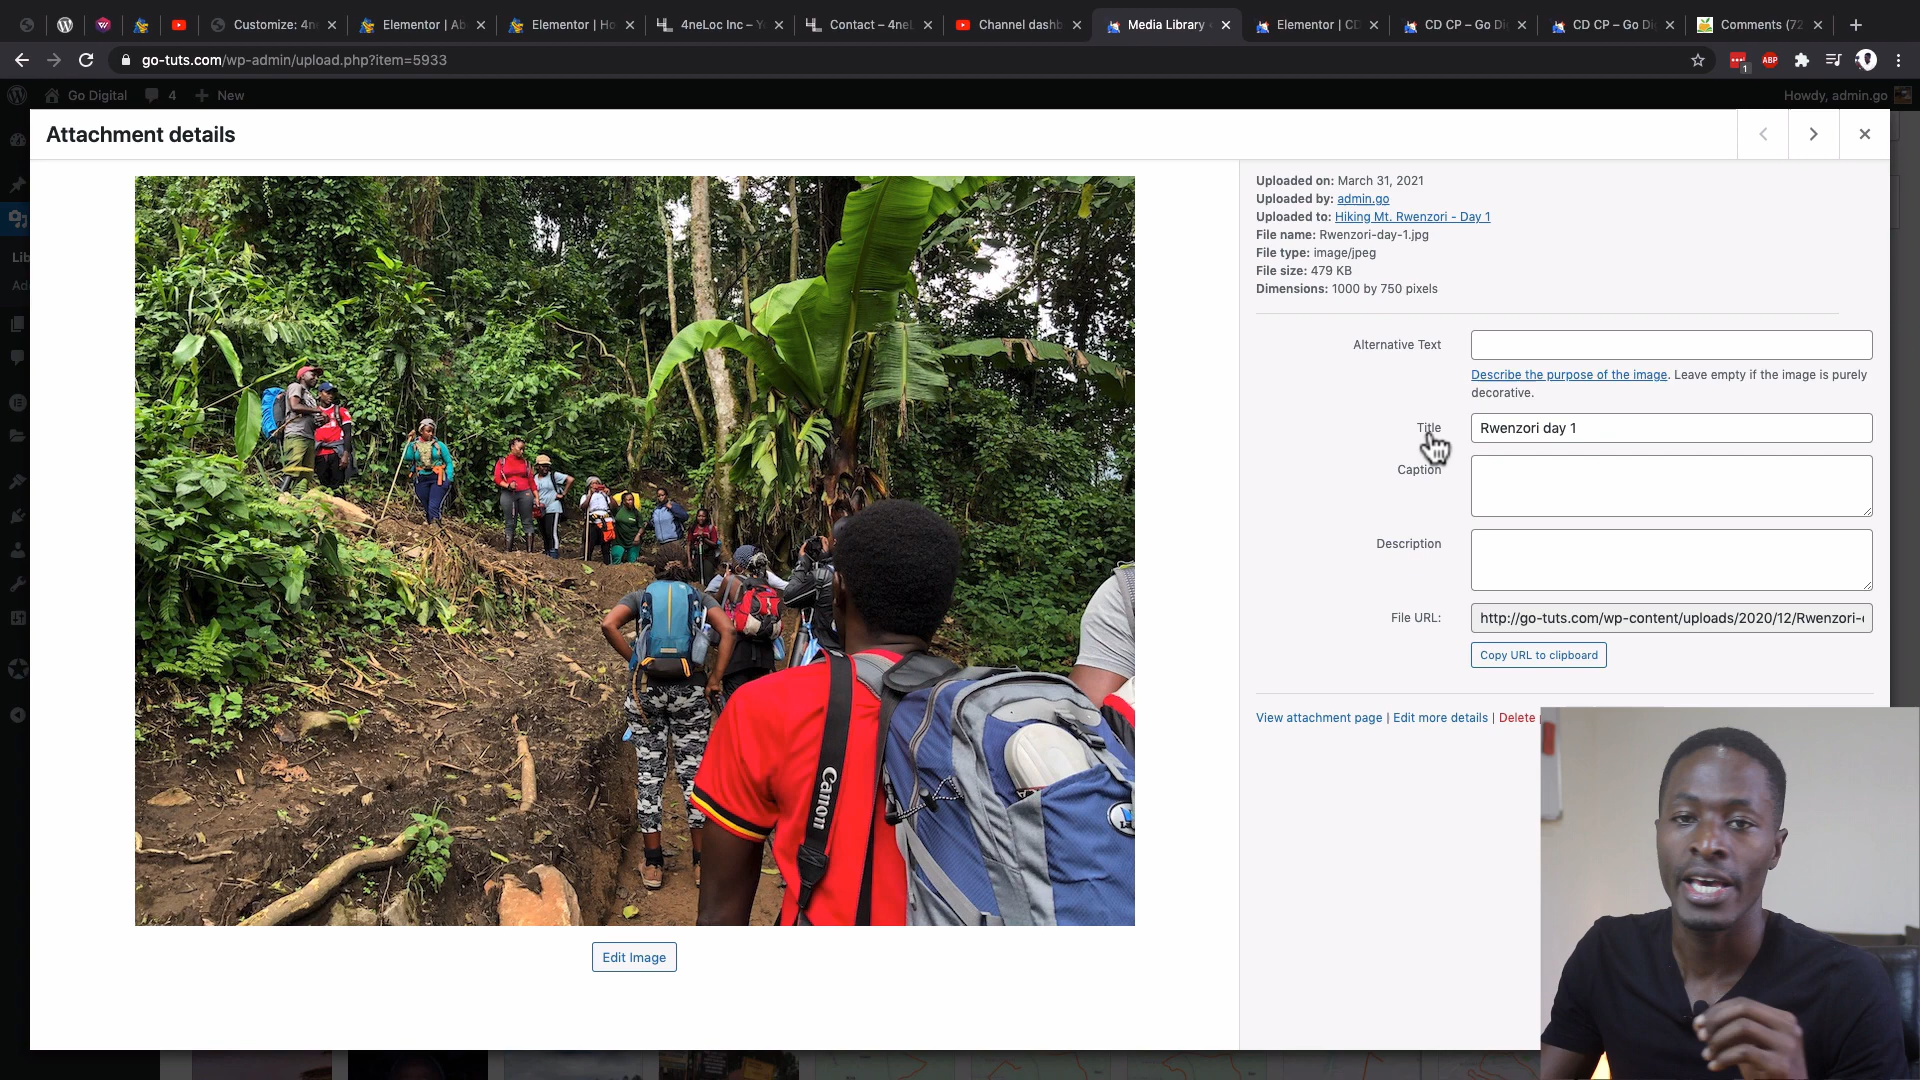 Customize: 4n
Elementor | Ab
Elementor | Ho
4neLoc Inc – Y
Contact – 4neL
Channel dashb
Media Library
Elementor | CD
CD CP – Go Di
CD CP – Go Di
Comments (72
go-tuts.com/wp-admin/upload.php?item=5933
1
ABP
Go Digital
4
New
Howdy, admin.go
Attachment details
Lib
Ad
Uploaded on: March 31, 2021
Uploaded by: admin.go
Uploaded to: Hiking Mt. Rwenzori - Day 1
File name: Rwenzori-day-1.jpg
File type: image/jpeg
File size: 479 KB
Dimensions: 1000 by 750 pixels
Alternative Text
Describe the purpose of the image. Leave empty if the image is purely
decorative.
Title
Rwenzori day 1
Caption
Description
File URL:
http://go-tuts.com/wp-content/uploads/2020/12/Rwenzori-
Copy URL to clipboard
View attachment page | Edit more details | Delete
Canon
Edit Image